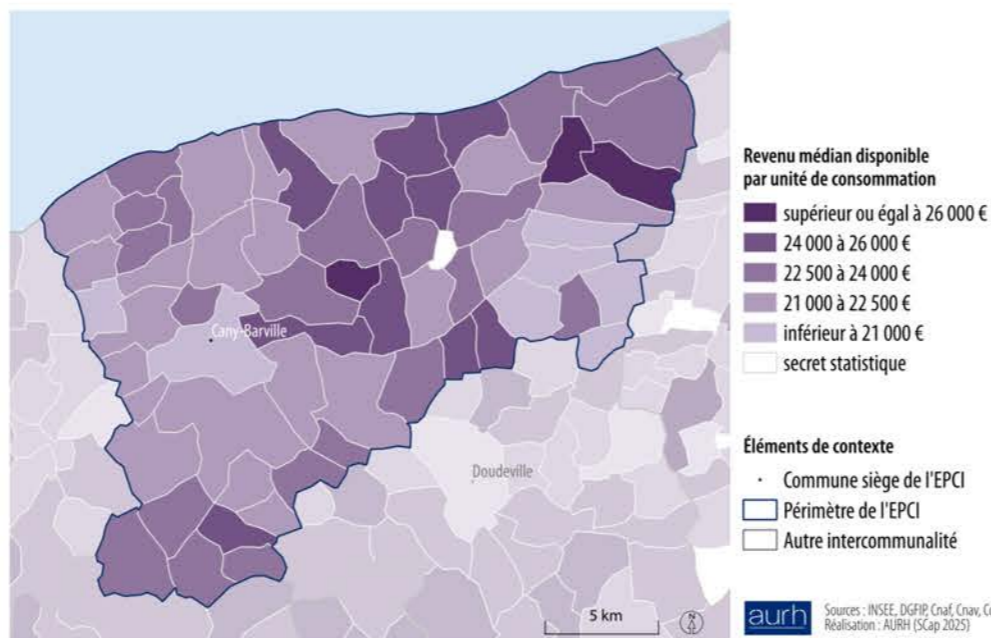 Cany-Barville
Doudeville
5 km
N
Revenu médian disponible
par unité de consommation
supérieur ou égal à 26 000 €
24 000 à 26 000 €
22 500 à 24 000 €
21 000 à 22 500 €
inférieur à 21 000 €
secret statistique
Éléments de contexte
Commune siège de l'EPCI
Périmètre de l'EPCI
Autre intercommunalité
aurh
Sources : INSEE, DGFIP, Cnaf, Cnav,
Réalisation : AURH (SCap 2025)